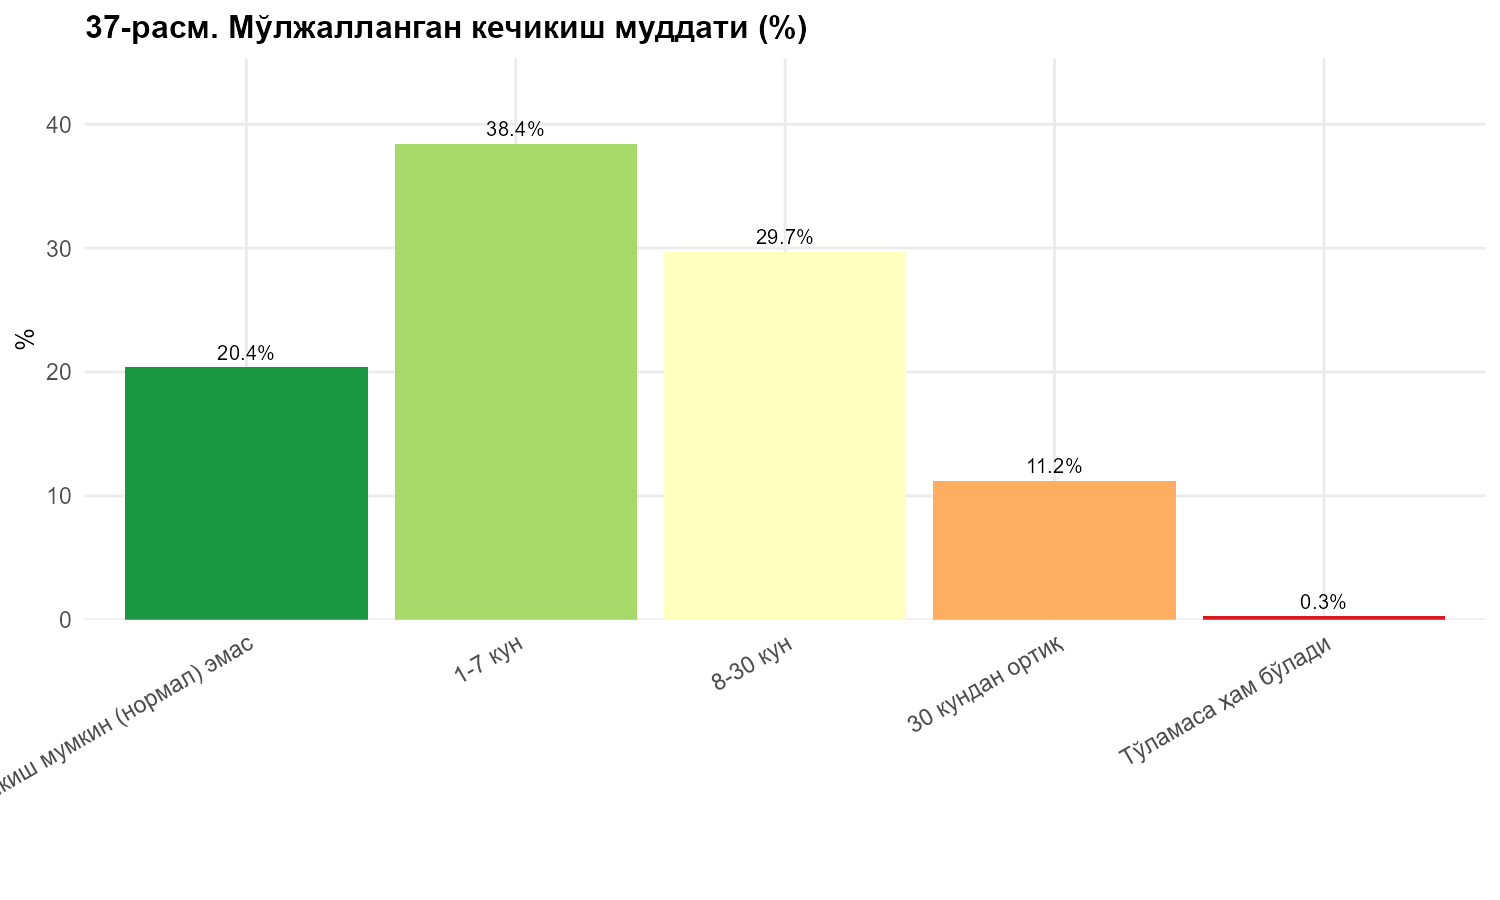 37-расм. Мўлжалланган кечикиш муддати (%)
40
30
20
10
0
%
20.4%
38.4%
29.7%
11.2%
0.3%
мумкин (нормал) эмас
1-7 кун
8-30 кун
30 кундан ортиқ
Тўламаса ҳам бўлади